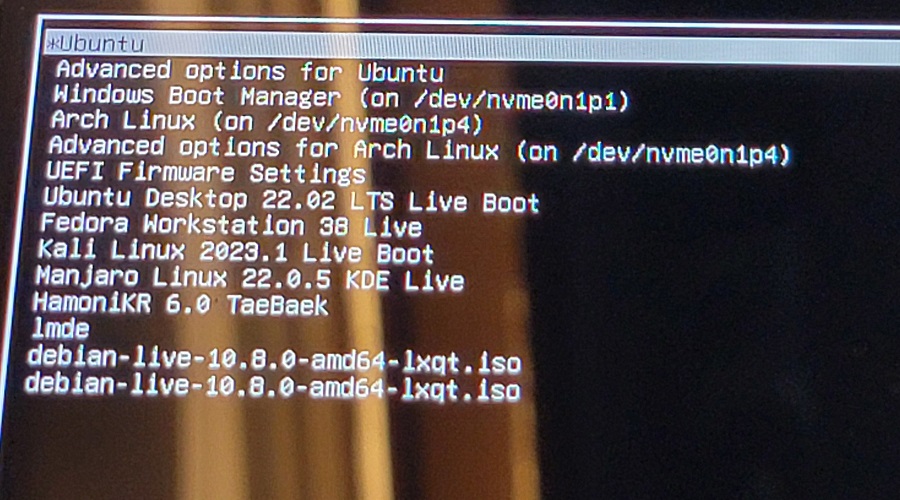 *Ubuntu
Advanced options for Ubuntu
Windows Boot Manager (on /dev/nvme0n1p1)
Arch Linux (on /dev/nvme0n1p4)
Advanced options for Arch Linux (on /dev/nvme0n1p4)
UEFI Firmware Settings
Ubuntu Desktop 22.02 LTS Live Boot
Fedora Workstation 38 Live
Kali Linux 2023.1 Live Boot
Manjaro Linux 22.0.5 KDE Live
HamoniKR 6.0 TaeBaek
lmde
debian-live-10.8.0-amd64-lxqt.iso
debian-live-10.8.0-amd64-lxqt.iso